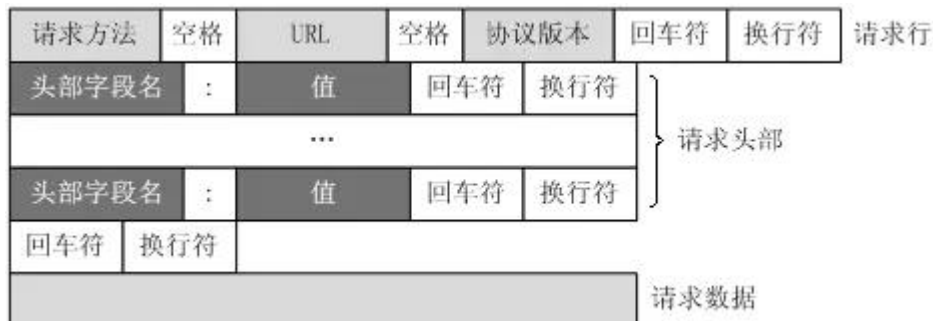 请求方法 空格 URL 空格 协议版本 回车符 换行符 请求行
头部字段名 : 值 回车符 换行符
... 请求头部
头部字段名 : 值 回车符 换行符
回车符 换行符
请求数据